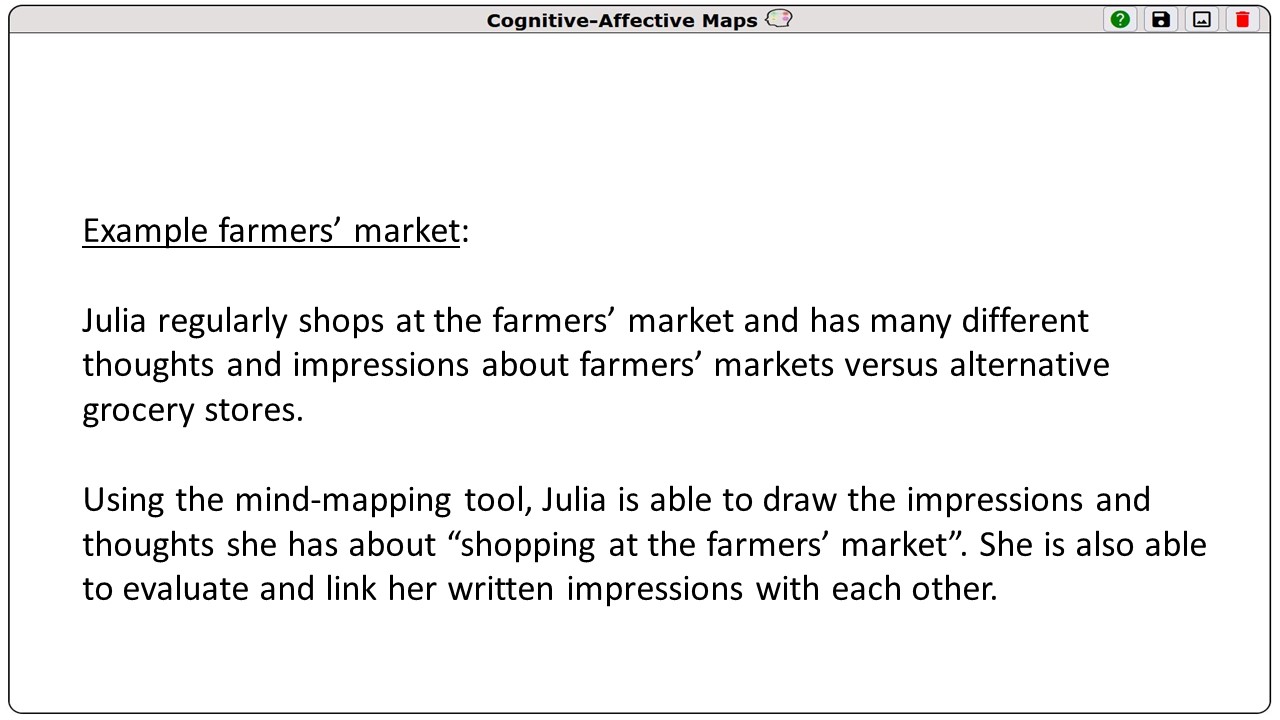 Cognitive-Affective Maps
Example farmers’ market:
Julia regularly shops at the farmers’ market and has many different
thoughts and impressions about farmers’ markets versus alternative
grocery stores.
Using the mind-mapping tool, Julia is able to draw the impressions and
thoughts she has about “shopping at the farmers’ market”. She is also able
to evaluate and link her written impressions with each other.